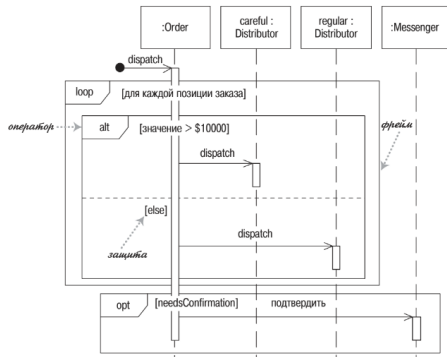 :Order
careful :
Distributor
regular :
Distributor
:Messenger
dispatch
loop
[для каждой позиции заказа]
оператор
alt
[значение > $10000]
фрейм
dispatch
[else]
dispatch
защита
opt
[needsConfirmation]
подтвердить